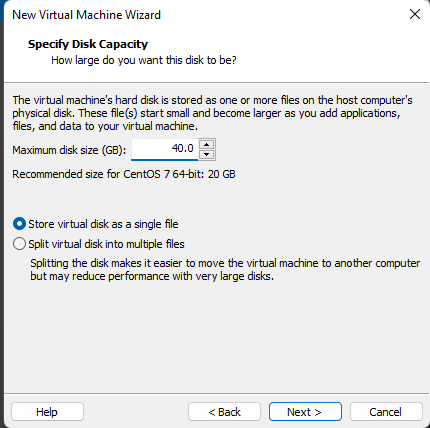 New Virtual Machine Wizard
Specify Disk Capacity
How large do you want this disk to be?
The virtual machine's hard disk is stored as one or more files on the host computer's
physical disk. These file(s) start small and become larger as you add applications,
files, and data to your virtual machine.
Maximum disk size (GB): 40.0
Recommended size for CentOS 7 64-bit: 20 GB
Store virtual disk as a single file
Split virtual disk into multiple files
Splitting the disk makes it easier to move the virtual machine to another computer
but may reduce performance with very large disks.
Help < Back Next > Cancel